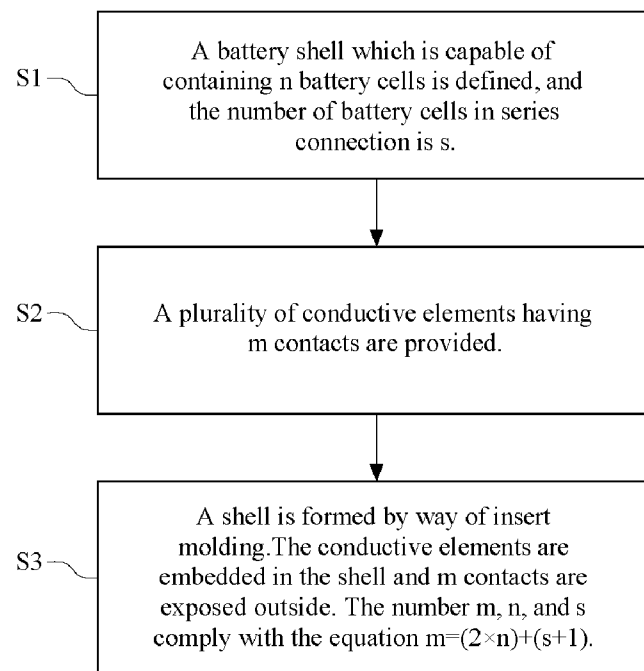 S1
A battery shell which is capable of
containing n battery cells is defined, and
the number of battery cells in series
connection is s.
S2
A plurality of conductive elements having
m contacts are provided.
S3
A shell is formed by way of insert
molding.The conductive elements are
embedded in the shell and m contacts are
exposed outside. The number m, n, and s
comply with the equation m=(2×n)+(s+1).